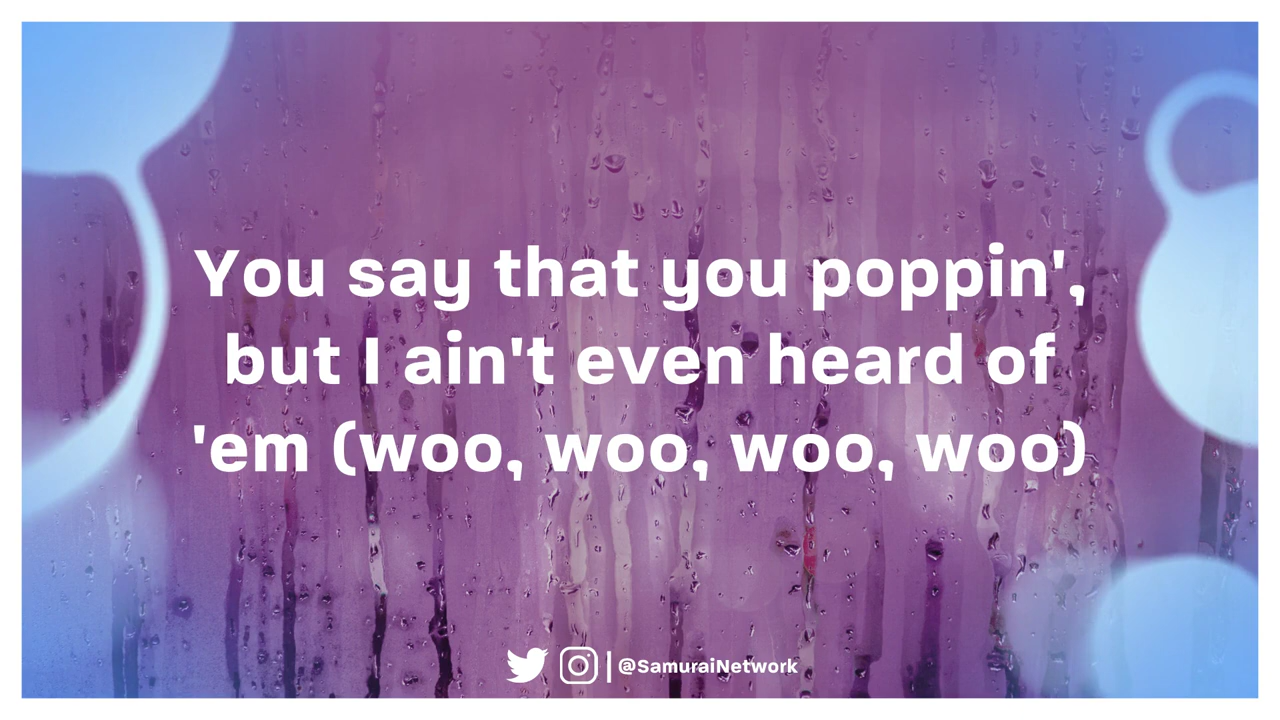 You say that you poppin',
but I ain't even heard of
'em (woo, woo, woo, woo)
| @SamuraiNetwork